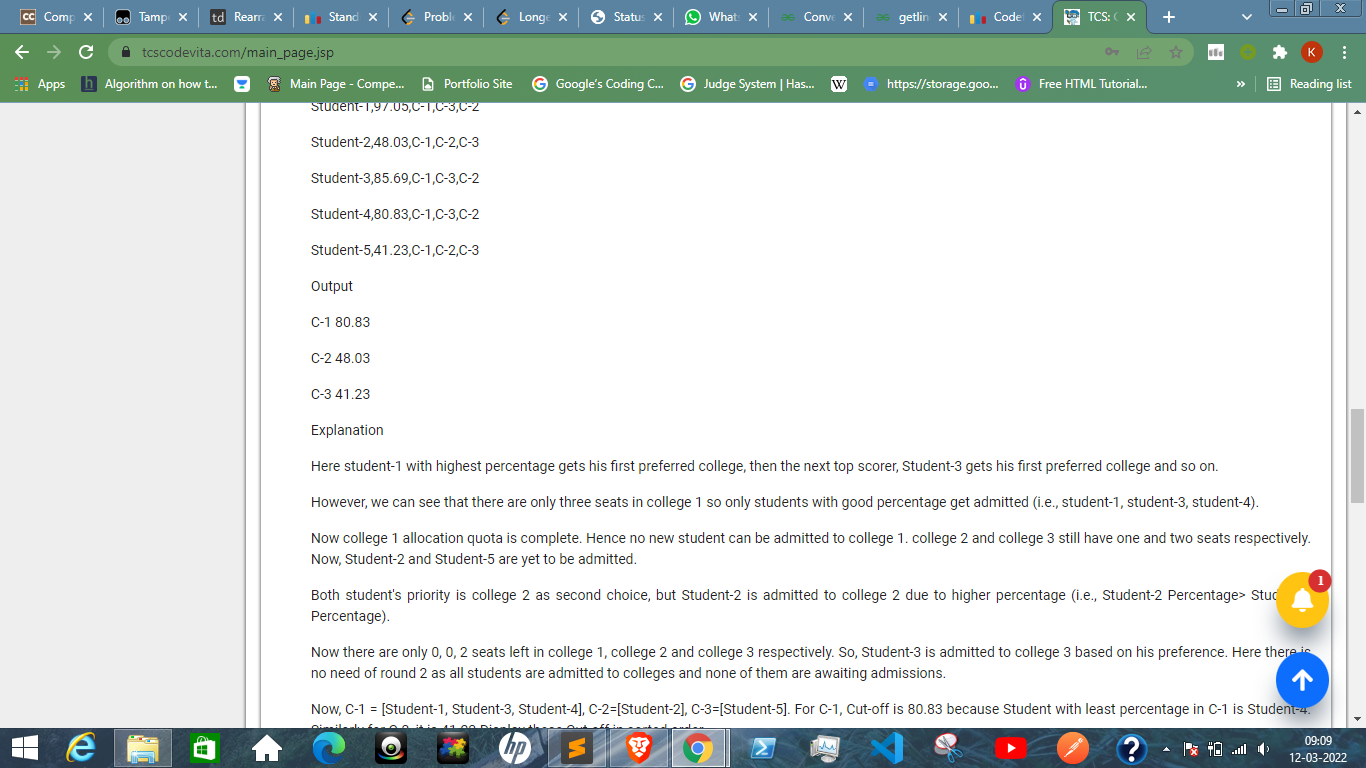 Comp
Tamp
Rearra
Stand
Proble
Longe
Status
Whats
Conve
getlin
Codel
TCS: C
tcscodevita.com/main_page.jsp
K
Apps
Algorithm on how t...
Main Page - Compe...
Portfolio Site
Google's Coding C...
Judge System | Has...
W
https://storage.goo...
Free HTML Tutorial...
»
Reading list
Student-1,97.05,C-1,C-3,C-2
Student-2,48.03,C-1,C-2,C-3
Student-3,85.69,C-1,C-3,C-2
Student-4,80.83,C-1,C-3,C-2
Student-5,41.23,C-1,C-2,C-3
Output
C-1 80.83
C-2 48.03
C-3 41.23
Explanation
Here student-1 with highest percentage gets his first preferred college, then the next top scorer, Student-3 gets his first preferred college and so on.
However, we can see that there are only three seats in college 1 so only students with good percentage get admitted (i.e., student-1, student-3, student-4).
Now college 1 allocation quota is complete. Hence no new student can be admitted to college 1. college 2 and college 3 still have one and two seats respectively.
Now, Student-2 and Student-5 are yet to be admitted.
Both student's priority is college 2 as second choice, but Student-2 is admitted to college 2 due to higher percentage (i.e., Student-2 Percentage>
Percentage).
1
Now there are only 0, 0, 2 seats left in college 1, college 2 and college 3 respectively. So, Student-3 is admitted to college 3 based on his preference. Here there is
no need of round 2 as all students are admitted to colleges and none of them are awaiting admissions.
Now, C-1 = [Student-1, Student-3, Student-4], C-2=[Student-2], C-3=[Student-5]. For C-1, Cut-off is 80.83 because Student with least percentage in C-1 is Student-4.
hp
09:09
12-03-2022